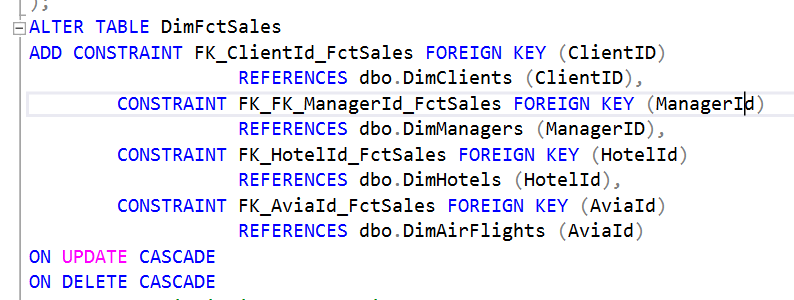 );
ALTER TABLE DimFctSales
ADD CONSTRAINT FK_ClientId_FctSales FOREIGN KEY (ClientID)
REFERENCES dbo.DimClients (ClientID),
CONSTRAINT FK_FK_ManagerId_FctSales FOREIGN KEY (ManagerId)
REFERENCES dbo.DimManagers (ManagerID),
CONSTRAINT FK_HotelId_FctSales FOREIGN KEY (HotelId)
REFERENCES dbo.DimHotels (HotelId),
CONSTRAINT FK_AviaId_FctSales FOREIGN KEY (AviaId)
REFERENCES dbo.DimAirFlights (AviaId)
ON UPDATE CASCADE
ON DELETE CASCADE